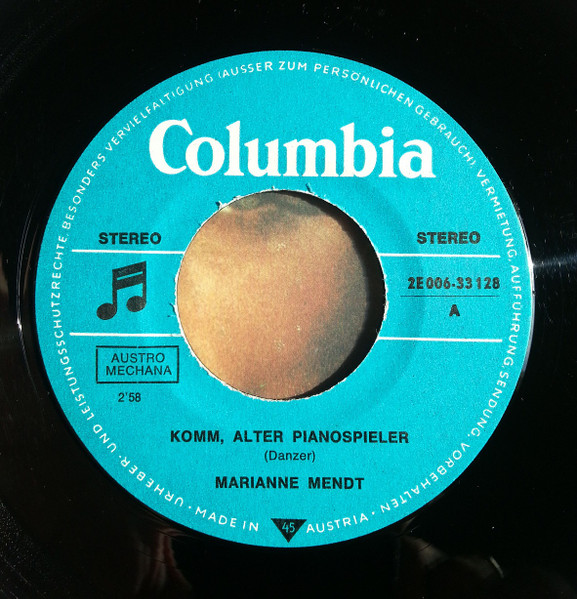 URHEBER- UND LEISTUNGSSCHUTZRECHTE, BESONDERS VERVIELFÄLTIGUNG (AUSSER ZUM PERSÖNLICHEN GEBRAUCH), VERMIETUNG, AUFFÜHRUNG, SENDUNG, VORBEHALTEN ·
Columbia
STEREO
STEREO
2E 006-33 128
A
AUSTRO
MECHANA
2'58
KOMM, ALTER PIANOSPIELER
(Danzer)
MARIANNE MENDT
· MADE IN 45 AUSTRIA ·